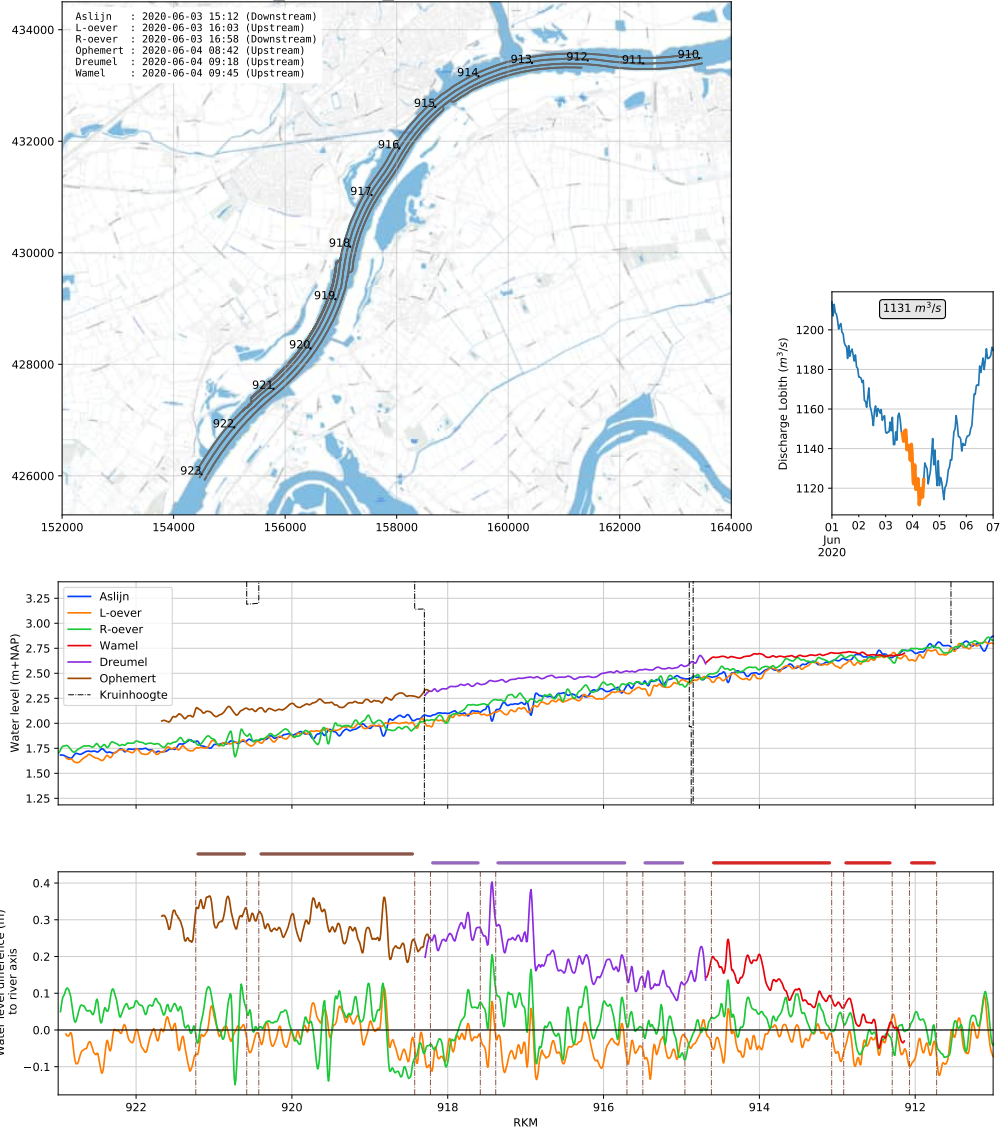 434000
432000
430000
428000
426000
Aslijn : 2020-06-03 15:12 (Downstream)
L-oever : 2020-06-03 16:03 (Upstream)
R-oever : 2020-06-03 16:58 (Downstream)
Ophemert : 2020-06-04 08:42 (Upstream)
Dreumel : 2020-06-04 09:18 (Upstream)
Wamel : 2020-06-04 09:45 (Upstream)
910
911
912
913
914
915
916
917
918
919
920
921
922
923
152000 154000 156000 158000 160000 162000 164000
1131 m³/s
Discharge Lobith (m³/s)
1200
1180
1160
1140
1120
01 02 03 04 05 06 07
Jun
2020
Water level (m+NAP)
3.25
3.00
2.75
2.50
2.25
2.00
1.75
1.50
1.25
Aslijn
L-oever
R-oever
Wamel
Dreumel
Ophemert
Kruinhoogte
Water level difference (m)
to river axis
0.4
0.3
0.2
0.1
0.0
−0.1
922 920 918 916 914 912
RKM